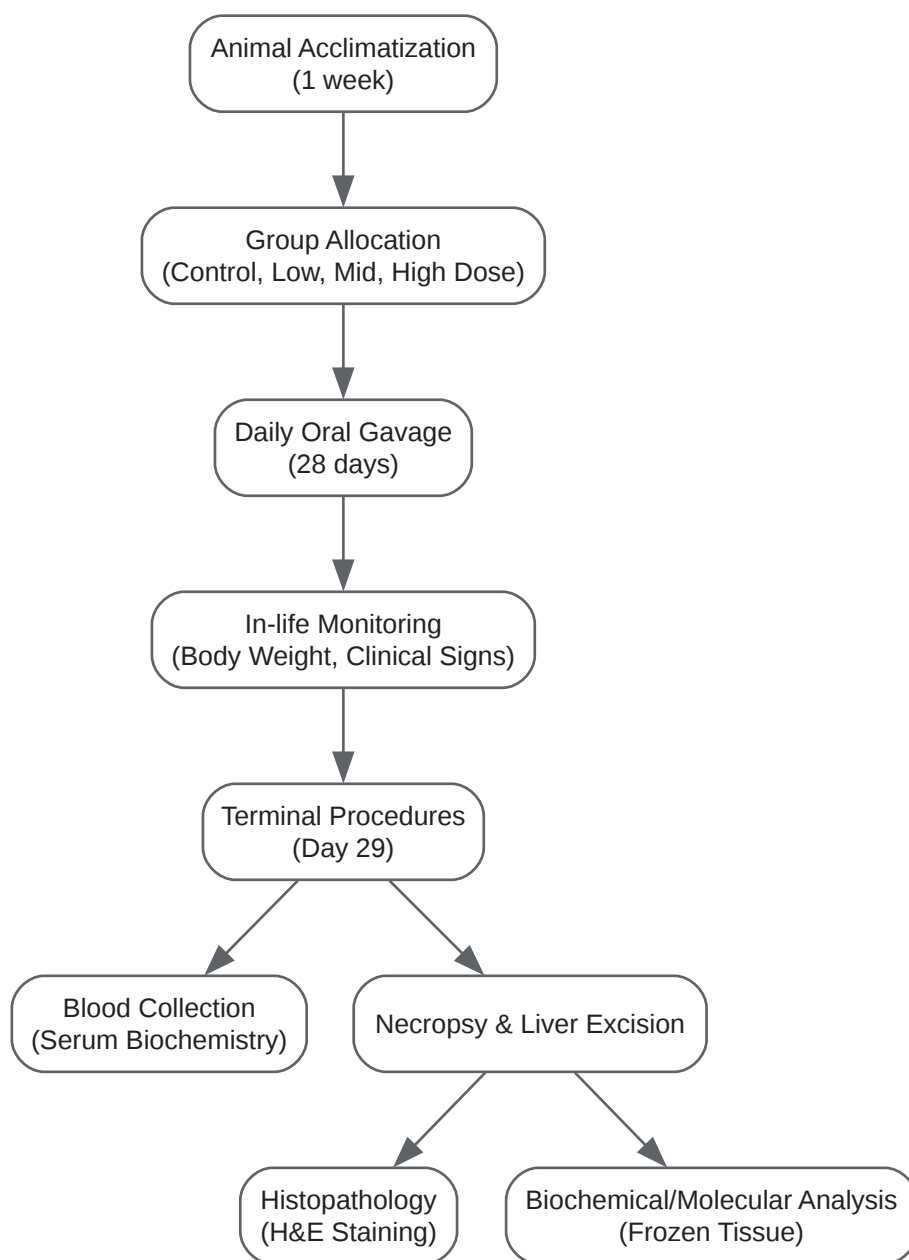 Animal Acclimatization
(1 week)
Group Allocation
(Control, Low, Mid, High Dose)
Daily Oral Gavage
(28 days)
In-life Monitoring
(Body Weight, Clinical Signs)
Terminal Procedures
(Day 29)
Blood Collection
(Serum Biochemistry)
Necropsy & Liver Excision
Histopathology
(H&E Staining)
Biochemical/Molecular Analysis
(Frozen Tissue)